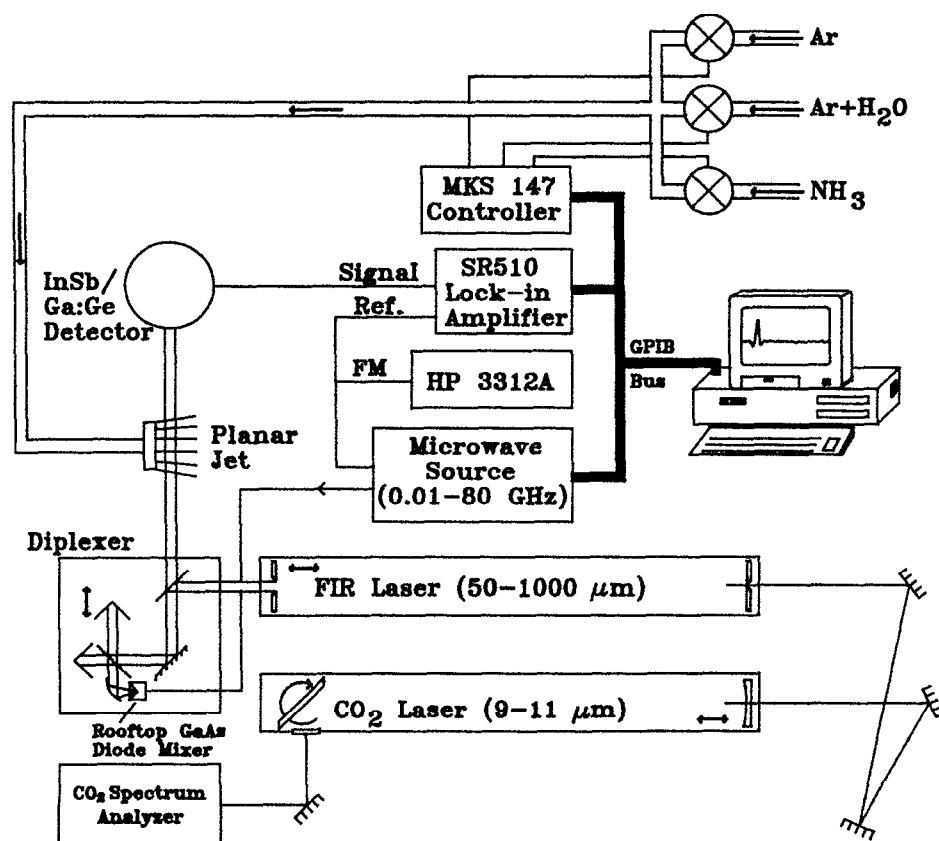 Ar
Ar+H₂O
NH₃
MKS 147
Controller
InSb/
Ga:Ge
Detector
Signal
Ref.
SR510
Lock-in
Amplifier
GPIB
Bus
FM
HP 3312A
Planar
Jet
Microwave
Source
(0.01-80 GHz)
Diplexer
FIR Laser (50-1000 μm)
CO₂ Laser (9-11 μm)
Rooftop GaAs
Diode Mixer
CO₂ Spectrum
Analyzer